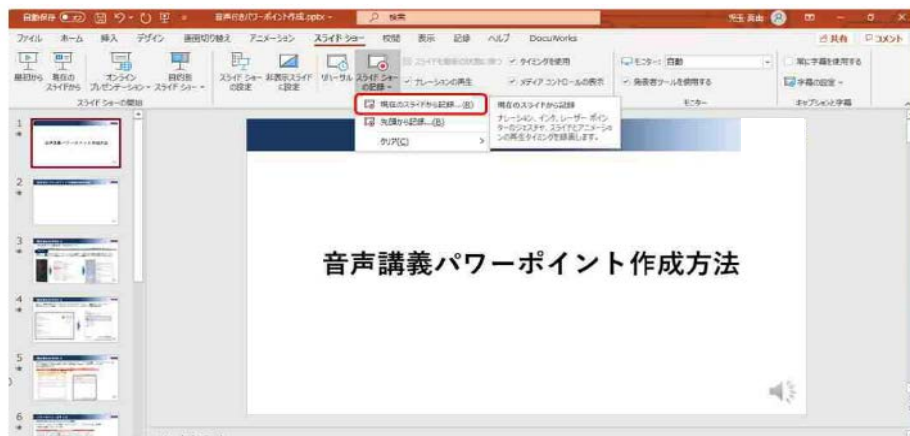 自動保存 オフ
音声付きパワーポイント作成.pptx
検索
児玉 真由
ファイル ホーム 挿入 デザイン 画面切り替え アニメーション スライド ショー 校閲 表示 記録 ヘルプ DocuWorks
共有 コメント
最初から 現在のスライドから オンライン プレゼンテーション 目的別 スライド ショー
スライド ショーの設定 非表示スライドに設定 リハーサル スライド ショーの記録
タイミングを使用
ナレーションの再生 メディア コントロールの表示
モニター: 自動
発表者ツールを使用する
常に字幕を使用する
字幕の設定
スライド ショーの開始
モニター
キャプションと字幕
現在のスライドから記録...(R)
先頭から記録...(B)
クリア(C)
現在のスライドから記録
ナレーション、インク、レーザー ポインターのジェスチャ、スライドとアニメーションの再生タイミングを録画します。
1
2
3
4
5
6
音声講義パワーポイント作成方法